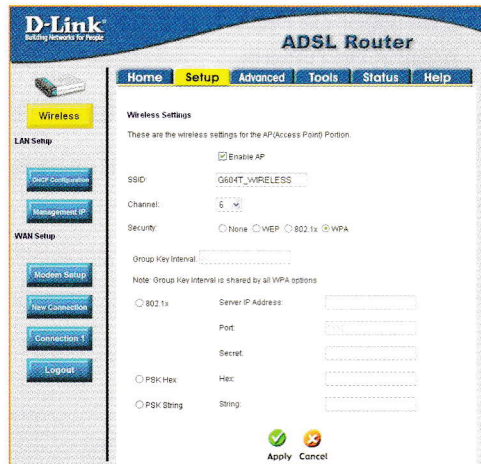 D-Link
Building Networks for People
ADSL Router
Home Setup Advanced Tools Status Help
Wireless
LAN Setup
DHCP Configuration
Management IP
WAN Setup
Modem Setup
New Connection
Connection 1
Logout
Wireless Settings
These are the wireless settings for the AP(Access Point) Portion.
Enable AP
SSID: G604T_WIRELESS
Channel: 6
Security: None WEP 802.1x WPA
Group Key Interval:
Note: Group Key Interval is shared by all WPA options
802.1x Server IP Address:
Port:
Secret:
PSK Hex Hex:
PSK String String:
Apply Cancel